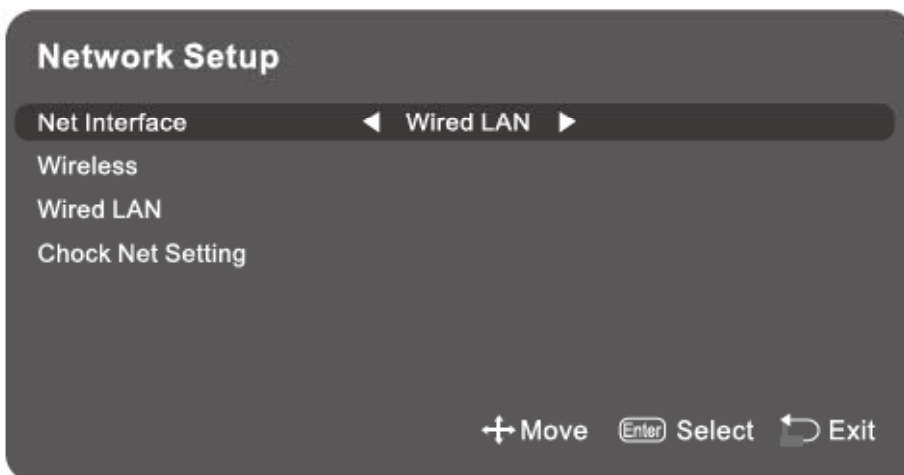 Network Setup
Net Interface ◀ Wired LAN ▶
Wireless
Wired LAN
Chock Net Setting
Move Enter Select Exit